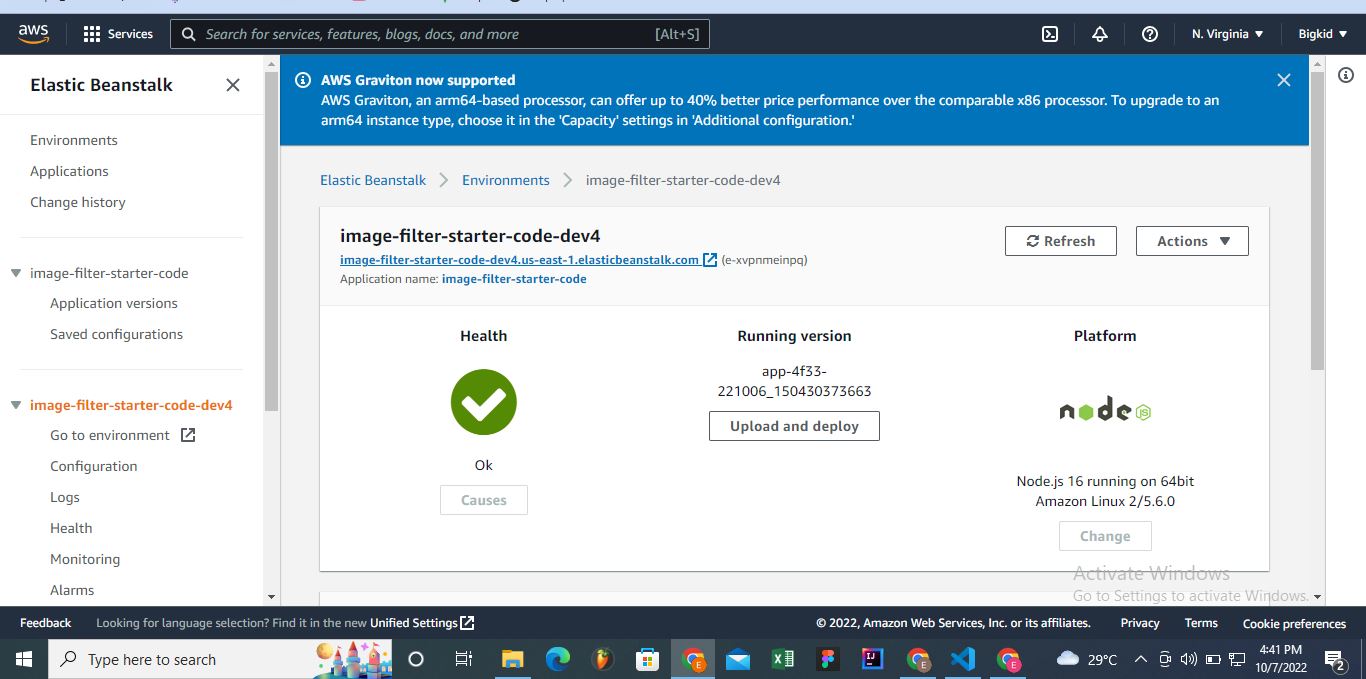 aws
Services
Search for services, features, blogs, docs, and more
[Alt+S]
N. Virginia
Bigkid
Elastic Beanstalk
Environments
Applications
Change history
image-filter-starter-code
Application versions
Saved configurations
image-filter-starter-code-dev4
Go to environment
Configuration
Logs
Health
Monitoring
Alarms
AWS Graviton now supported
AWS Graviton, an arm64-based processor, can offer up to 40% better price performance over the comparable x86 processor. To upgrade to an
arm64 instance type, choose it in the 'Capacity' settings in 'Additional configuration.'
Elastic Beanstalk
Environments
image-filter-starter-code-dev4
image-filter-starter-code-dev4
image-filter-starter-code-dev4.us-east-1.elasticbeanstalk.com (e-xvpnmeinpq)
Application name: image-filter-starter-code
Refresh
Actions
Health
Ok
Causes
Running version
app-4f33-
221006_150430373663
Upload and deploy
Platform
node JS
Node.js 16 running on 64bit
Amazon Linux 2/5.6.0
Change
Activate Windows
Go to Settings to activate Windows.
Feedback
Looking for language selection? Find it in the new Unified Settings
© 2022, Amazon Web Services, Inc. or its affiliates.
Privacy
Terms
Cookie preferences
Type here to search
29°C
4:41 PM
10/7/2022
2